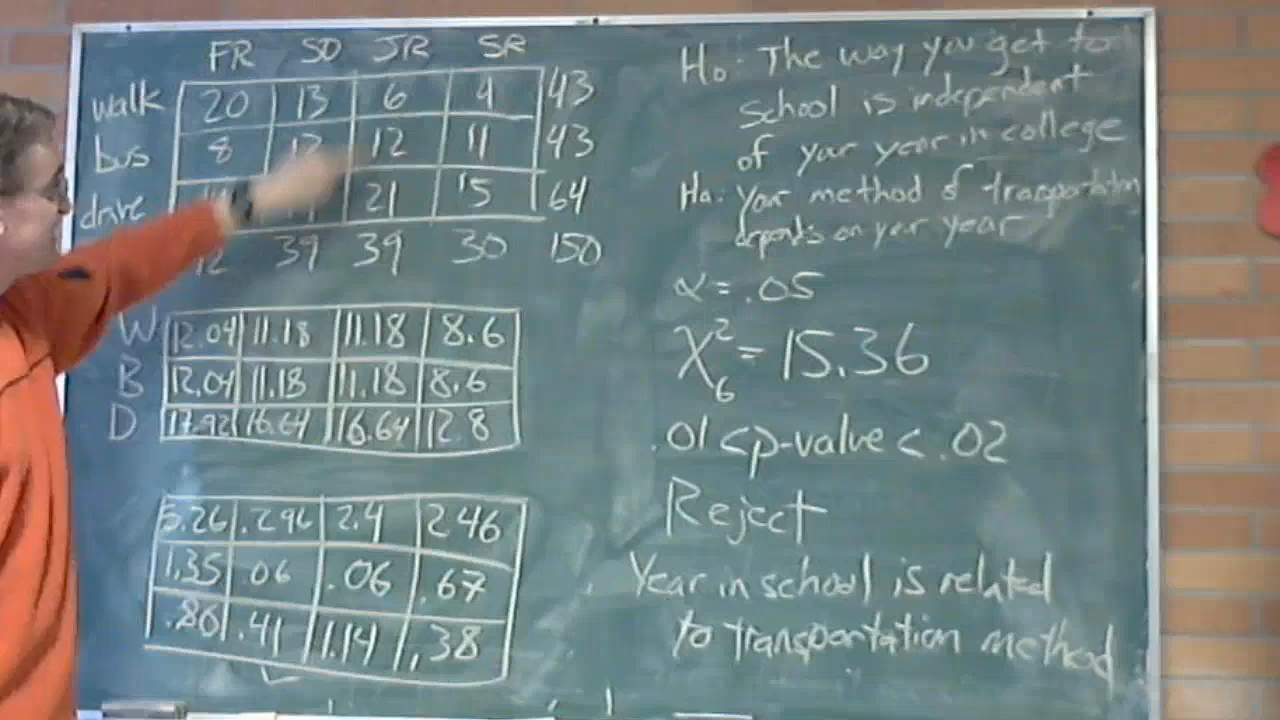 FR SO JR SR
walk 20 13 6 4 43
bus 8 12 12 11 43
drive 21 15 64
39 39 30 150
W 12.04 11.18 11.18 8.6
B 12.04 11.18 11.18 8.6
D 17.92 16.64 16.64 12.8
5.26 .296 2.4 2.46
1.35 .06 .06 .67
.86 .41 1.14 .38
Ho: The way you get to
school is independent
of your year in college
Ha: Your method of transportation
depends on your year
α = .05
χ²₆ = 15.36
.01 < p-value < .02
Reject
Year in school is related
to transportation method